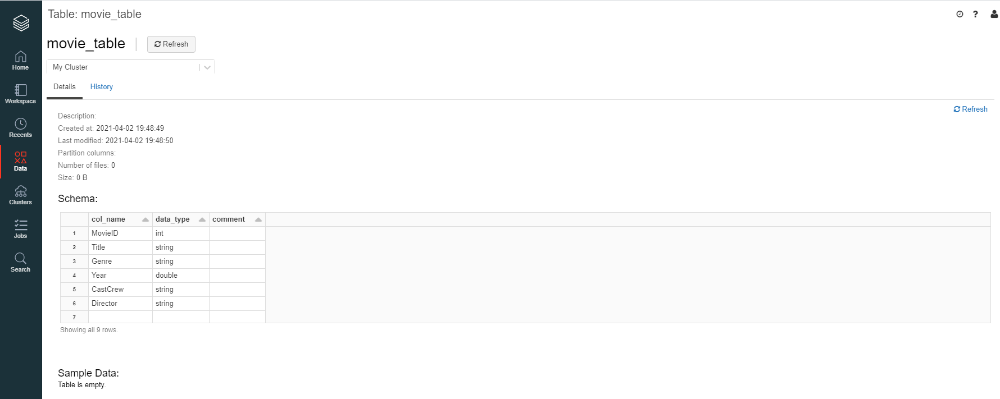 Table: movie_table
?
movie_table
Refresh
My Cluster
Details History
Refresh
Description:
Created at: 2021-04-02 19:48:49
Last modified: 2021-04-02 19:48:50
Partition columns:
Number of files: 0
Size: 0 B
Schema:
col_name data_type comment
1 MovieID int
2 Title string
3 Genre string
4 Year double
5 CastCrew string
6 Director string
7
Showing all 9 rows.
Sample Data:
Table is empty.
Home
Workspace
Recents
Data
Clusters
Jobs
Search